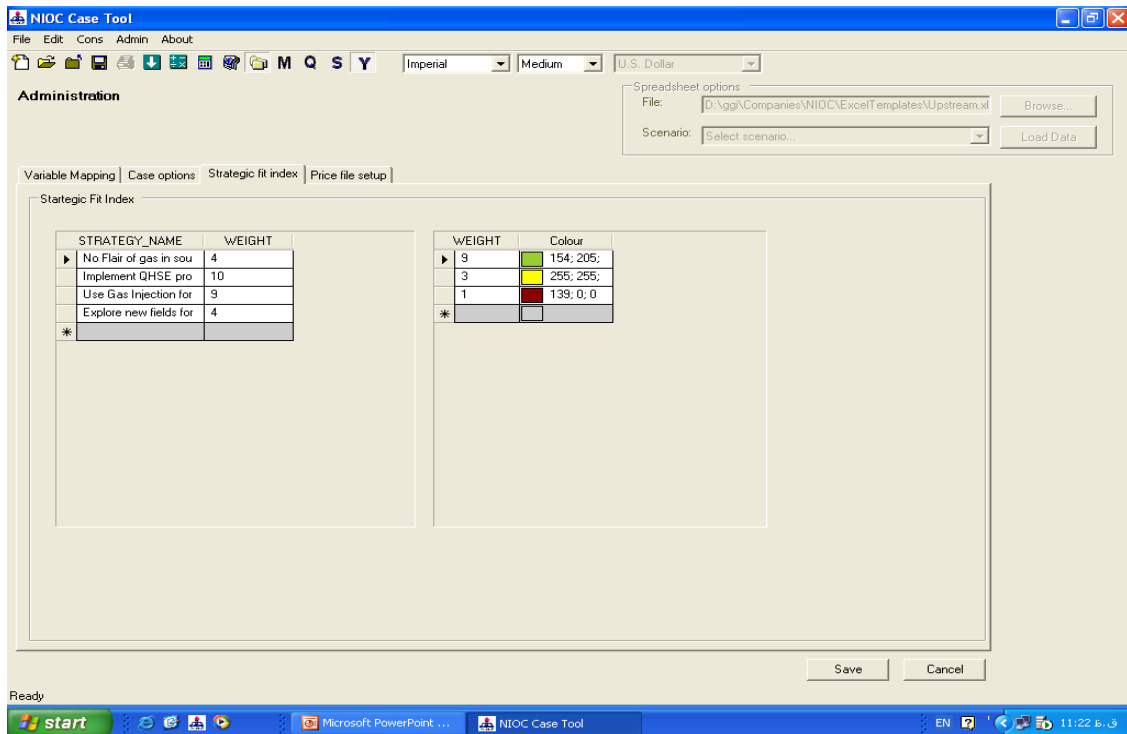 NIOC Case Tool
File Edit Cons Admin About
M Q S Y Imperial Medium U.S. Dollar
Administration
Spreadsheet options
File: D:\ggi\Companies\NIOC\ExcelTemplates\Upstream.xl Browse...
Scenario: Select scenario... Load Data
Variable Mapping Case options Strategic fit index Price file setup
Startegic Fit Index
STRATEGY_NAME WEIGHT WEIGHT Colour
No Flair of gas in sou 4 9 154; 205;
Implement QHSE pro 10 3 255; 255;
Use Gas Injection for 9 1 139; 0; 0
Explore new fields for 4
Save Cancel
Ready
start Microsoft PowerPoint ... NIOC Case Tool EN 11:22 ق.ظ